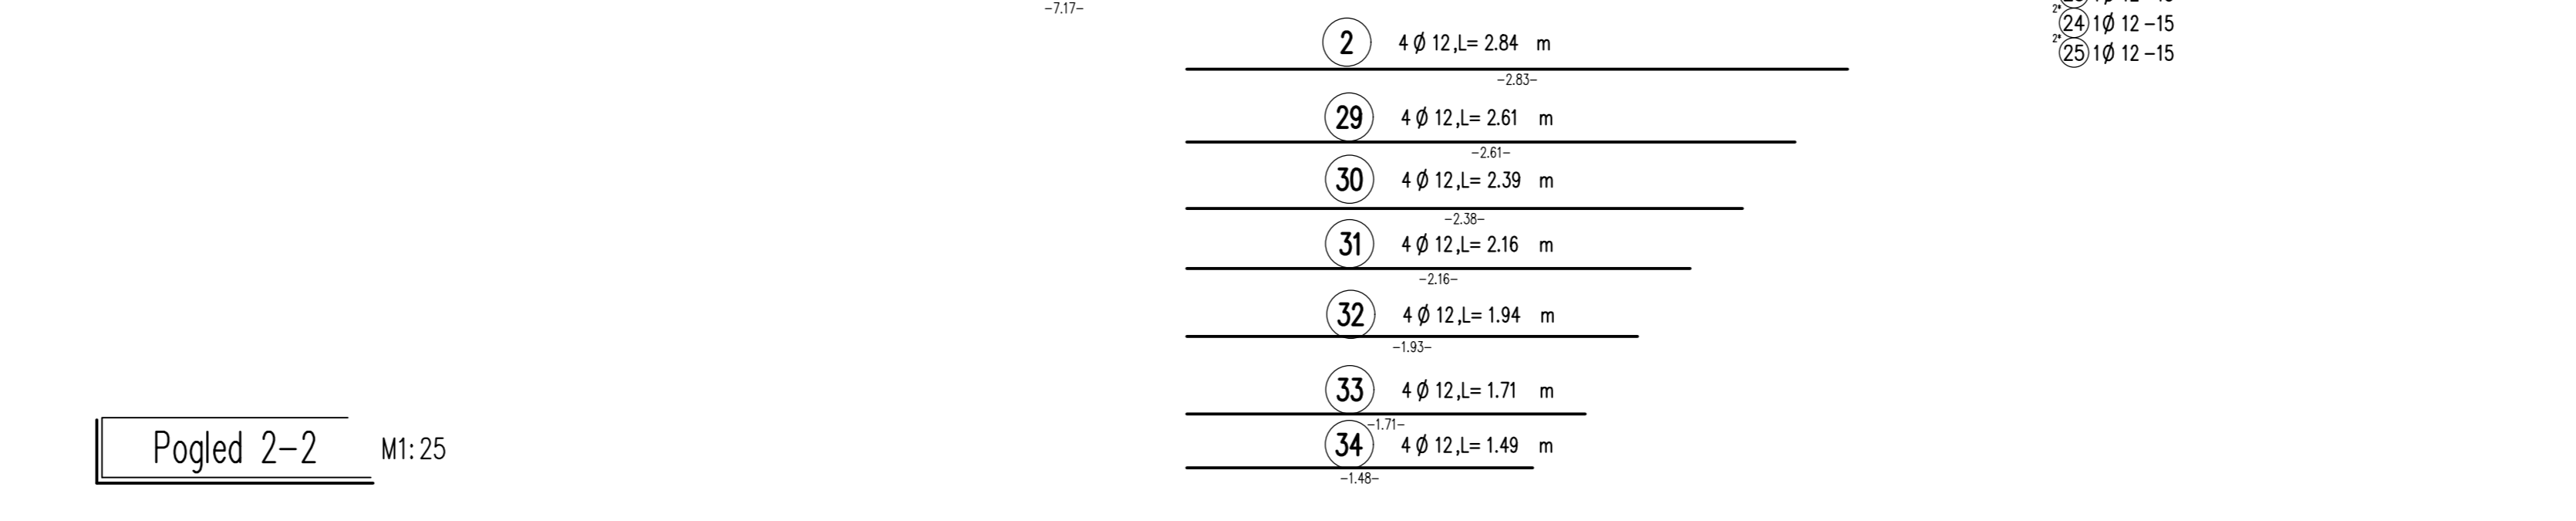 -7.17-
2 4 Ø 12,L= 2.84 m
-2.83-
29 4 Ø 12,L= 2.61 m
-2.61-
30 4 Ø 12,L= 2.39 m
-2.38-
31 4 Ø 12,L= 2.16 m
-2.16-
32 4 Ø 12,L= 1.94 m
-1.93-
33 4 Ø 12,L= 1.71 m
-1.71-
34 4 Ø 12,L= 1.49 m
-1.48-
2* 24 1Ø 12-15
2* 25 1Ø 12-15
Pogled 2-2 M1:25